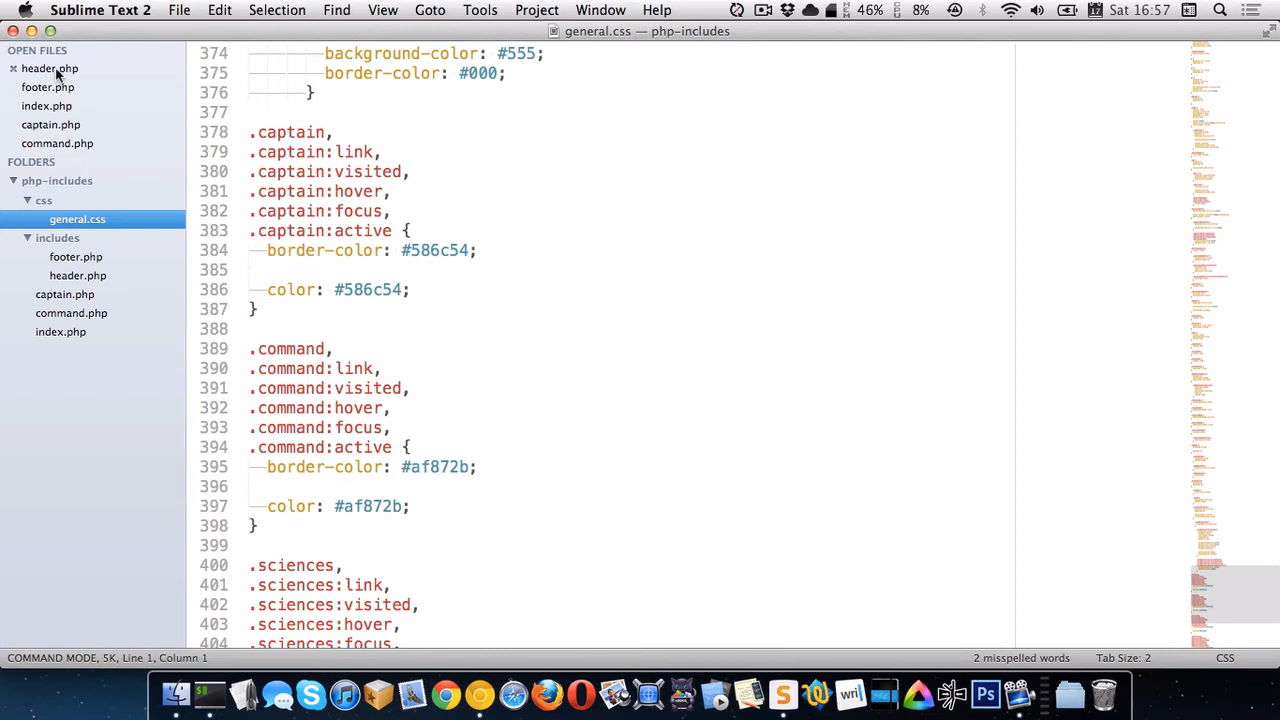 Sublime Text 2 File Edit Selection Find View Goto Tools Project Window Help 46% 8% Sat 16:57
general.css — php-includes
OPEN FILES
header.php
footer.php
index.php
captain.php
command.php
FOLDERS
php-includes
css
general.css
includes
footer.php
header.php
captain.php
command.php
index.php
374 background-color: #555;
375 border-color: #000;
376 }
377
378 .captain,
379 .captain:link,
380 .captain:visited,
381 .captain:hover,
382 .captain:focus,
383 .captain:active
384 border-color: #586c54;
385
386 color: #586c54;
387 }
388
389 .command,
390 .command:link,
391 .command:visited,
392 .command:hover,
393 .command:focus,
394 .command:active
395 border-color: #af872b;
396
397 color: #af872b;
398 }
399
400 .sciences,
401 .sciences:link,
402 .sciences:visited,
403 .sciences:hover,
404 .sciences:focus,
COMMAND MODE, 5K, Line 1, Column 1 2 misspelled words Tab Size: 2 CSS
wri
Ps